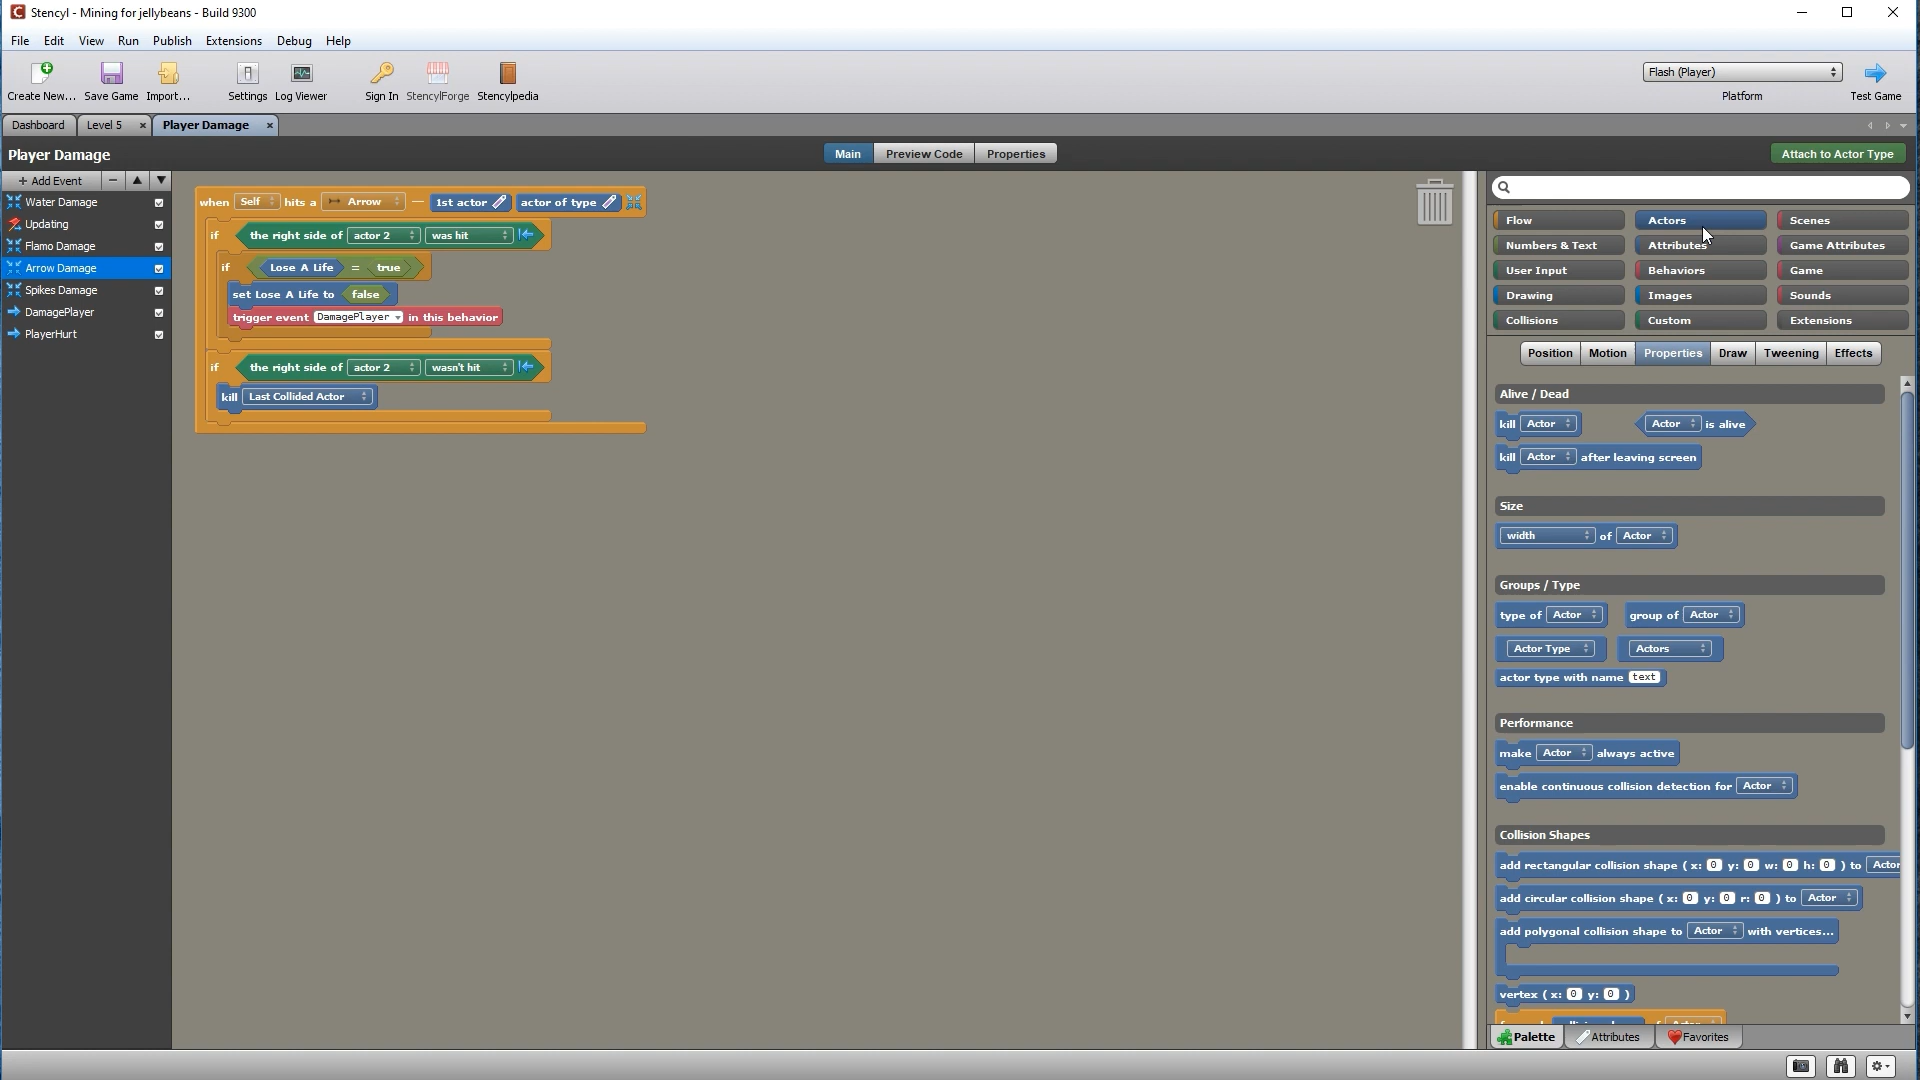 Stencyl - Mining for jellybeans - Build 9300
File Edit View Run Publish Extensions Debug Help
Create New... Save Game Import... Settings Log Viewer Sign In StencylForge Stencylpedia
Flash (Player)
Platform
Test Game
Dashboard Level 5 Player Damage
Player Damage
Main Preview Code Properties
Attach to Actor Type
+ Add Event
Water Damage
Updating
Flamo Damage
Arrow Damage
Spikes Damage
DamagePlayer
PlayerHurt
when Self hits a Arrow — 1st actor actor of type
if the right side of actor 2 was hit
if Lose A Life = true
set Lose A Life to false
trigger event DamagePlayer in this behavior
if the right side of actor 2 wasn't hit
kill Last Collided Actor
Flow Actors Scenes
Numbers & Text Attributes Game Attributes
User Input Behaviors Game
Drawing Images Sounds
Collisions Custom Extensions
Position Motion Properties Draw Tweening Effects
Alive / Dead
kill Actor Actor is alive
kill Actor after leaving screen
Size
width of Actor
Groups / Type
type of Actor group of Actor
Actor Type Actors
actor type with name text
Performance
make Actor always active
enable continuous collision detection for Actor
Collision Shapes
add rectangular collision shape ( x: 0 y: 0 w: 0 h: 0 ) to Actor
add circular collision shape ( x: 0 y: 0 r: 0 ) to Actor
add polygonal collision shape to Actor with vertices...
vertex ( x: 0 y: 0 )
Palette Attributes Favorites